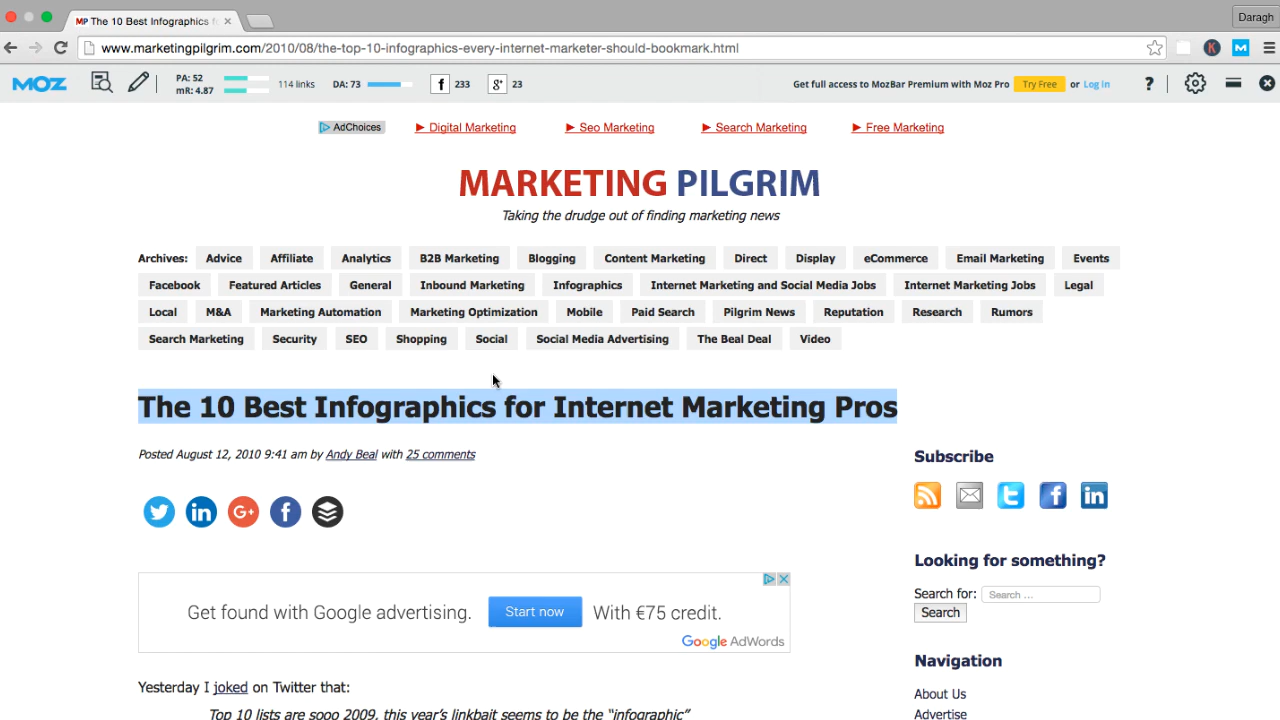 MP The 10 Best Infographics f
Daragh
www.marketingpilgrim.com/2010/08/the-top-10-infographics-every-internet-marketer-should-bookmark.html
K
M
MOZ
PA: 52
mR: 4.87
114 links
DA: 73
f 233
g+ 23
Get full access to MozBar Premium with Moz Pro Try Free or Log in
?
AdChoices ► Digital Marketing ► Seo Marketing ► Search Marketing ► Free Marketing
MARKETING PILGRIM
Taking the drudge out of finding marketing news
Archives: Advice Affiliate Analytics B2B Marketing Blogging Content Marketing Direct Display eCommerce Email Marketing Events
Facebook Featured Articles General Inbound Marketing Infographics Internet Marketing and Social Media Jobs Internet Marketing Jobs Legal
Local M&A Marketing Automation Marketing Optimization Mobile Paid Search Pilgrim News Reputation Research Rumors
Search Marketing Security SEO Shopping Social Social Media Advertising The Beal Deal Video
The 10 Best Infographics for Internet Marketing Pros
Posted August 12, 2010 9:41 am by Andy Beal with 25 comments
Subscribe
in G+ f
t f in
Looking for something?
Search for: Search ...
Search
Get found with Google advertising. Start now With €75 credit.
Google AdWords
Navigation
Yesterday I joked on Twitter that:
About Us
Top 10 lists are sooo 2009, this year's linkbait seems to be the "infographic"
Advertise